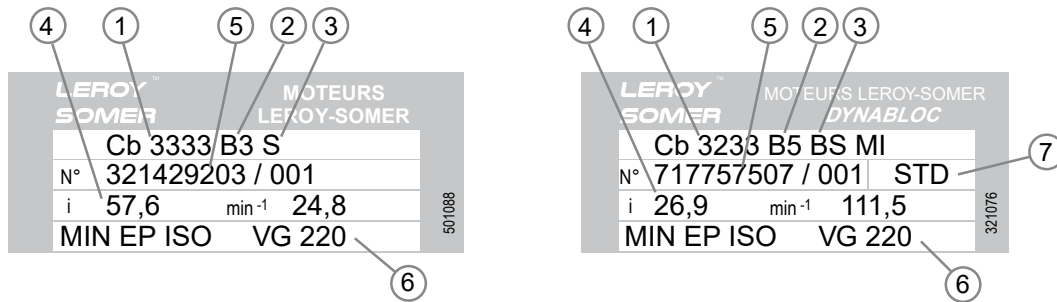 4 1 5 2 3
LEROY™ MOTEURS
SOMER LEROY-SOMER
Cb 3333 B3 S
N° 321429203 / 001
i 57,6 min-1 24,8
MIN EP ISO VG 220
501088
6
4 1 5 2 3
LEROY™ MOTEURS LEROY-SOMER
SOMER DYNABLOC
Cb 3233 B5 BS MI
7
N° 717757507 / 001 STD
i 26,9 min-1 111,5
MIN EP ISO VG 220
321076
6